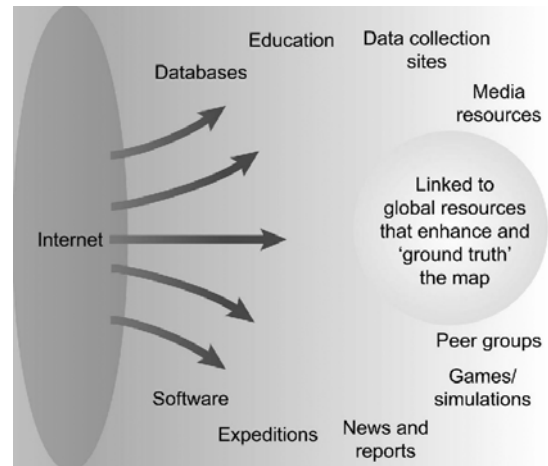 Education
Data collection
sites
Databases
Media
resources
Internet
Linked to
global resources
that enhance and
‘ground truth’
the map
Peer groups
Games/
simulations
Software
Expeditions
News and
reports